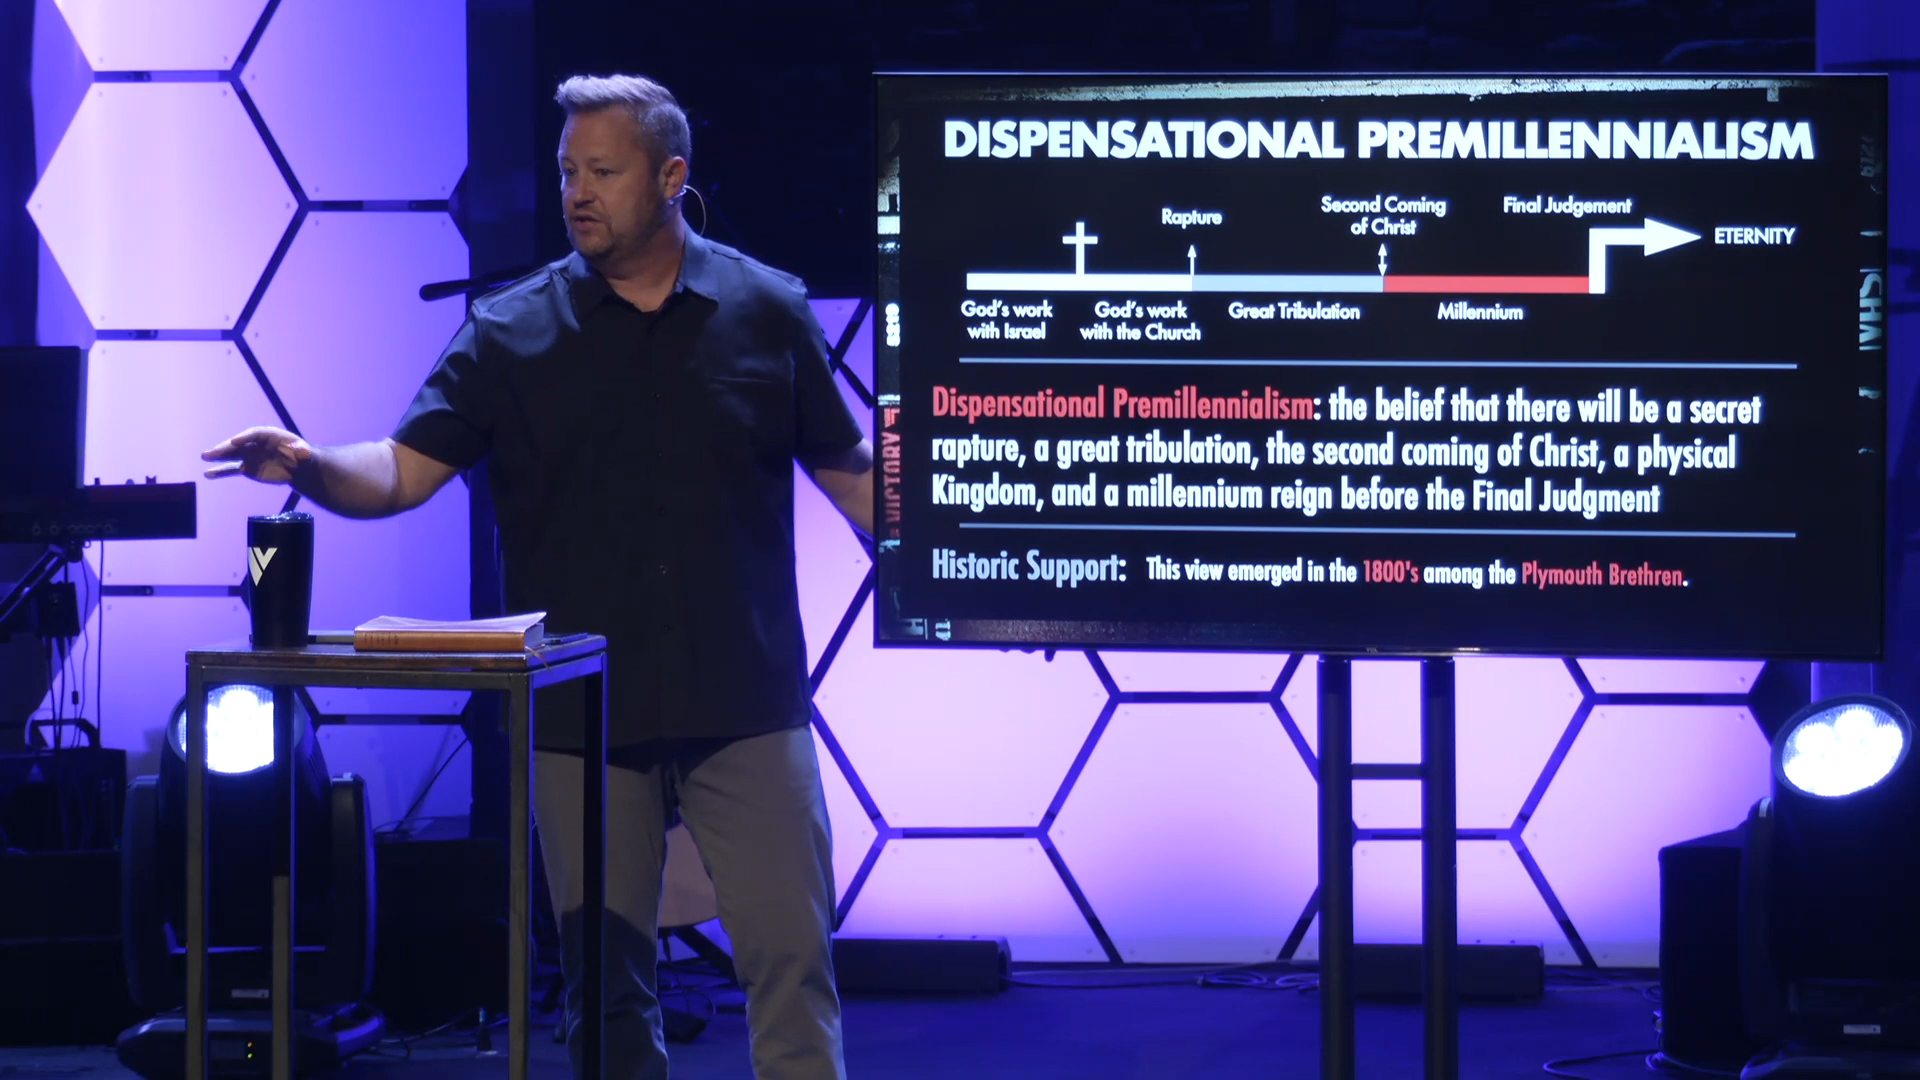 DISPENSATIONAL PREMILLENNIALISM
Rapture
Second Coming
of Christ
Final Judgement
ETERNITY
God's work
with Israel
God's work
with the Church
Great Tribulation
Millennium
Dispensational Premillennialism: the belief that there will be a secret
rapture, a great tribulation, the second coming of Christ, a physical
Kingdom, and a millennium reign before the Final Judgment
Historic Support: This view emerged in the 1800's among the Plymouth Brethren.
VICTORY